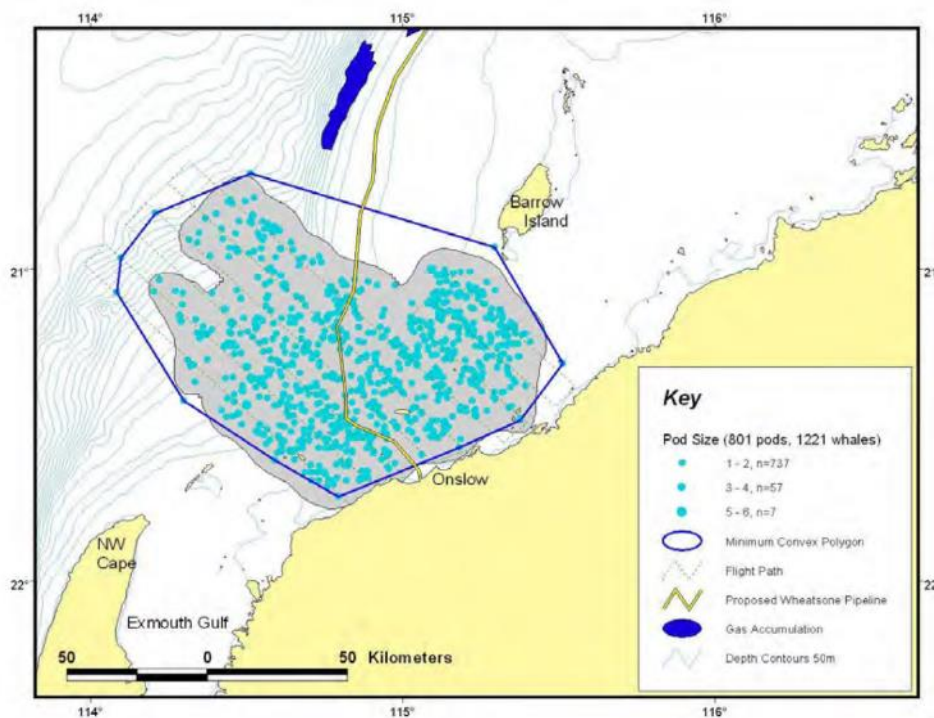 114°
115°
116°
Barrow
Island
21°
21°
Key
Pod Size (801 pods, 1221 whales)
1 - 2, n=737
3 - 4, n=57
5 - 6, n=7
Minimum Convex Polygon
Flight Path
Proposed Wheatsone Pipeline
Gas Accumulation
Depth Contours 50m
Onslow
NW
Cape
22°
22
Exmouth Gulf
50 0 50 Kilometers
114°
115°
116°